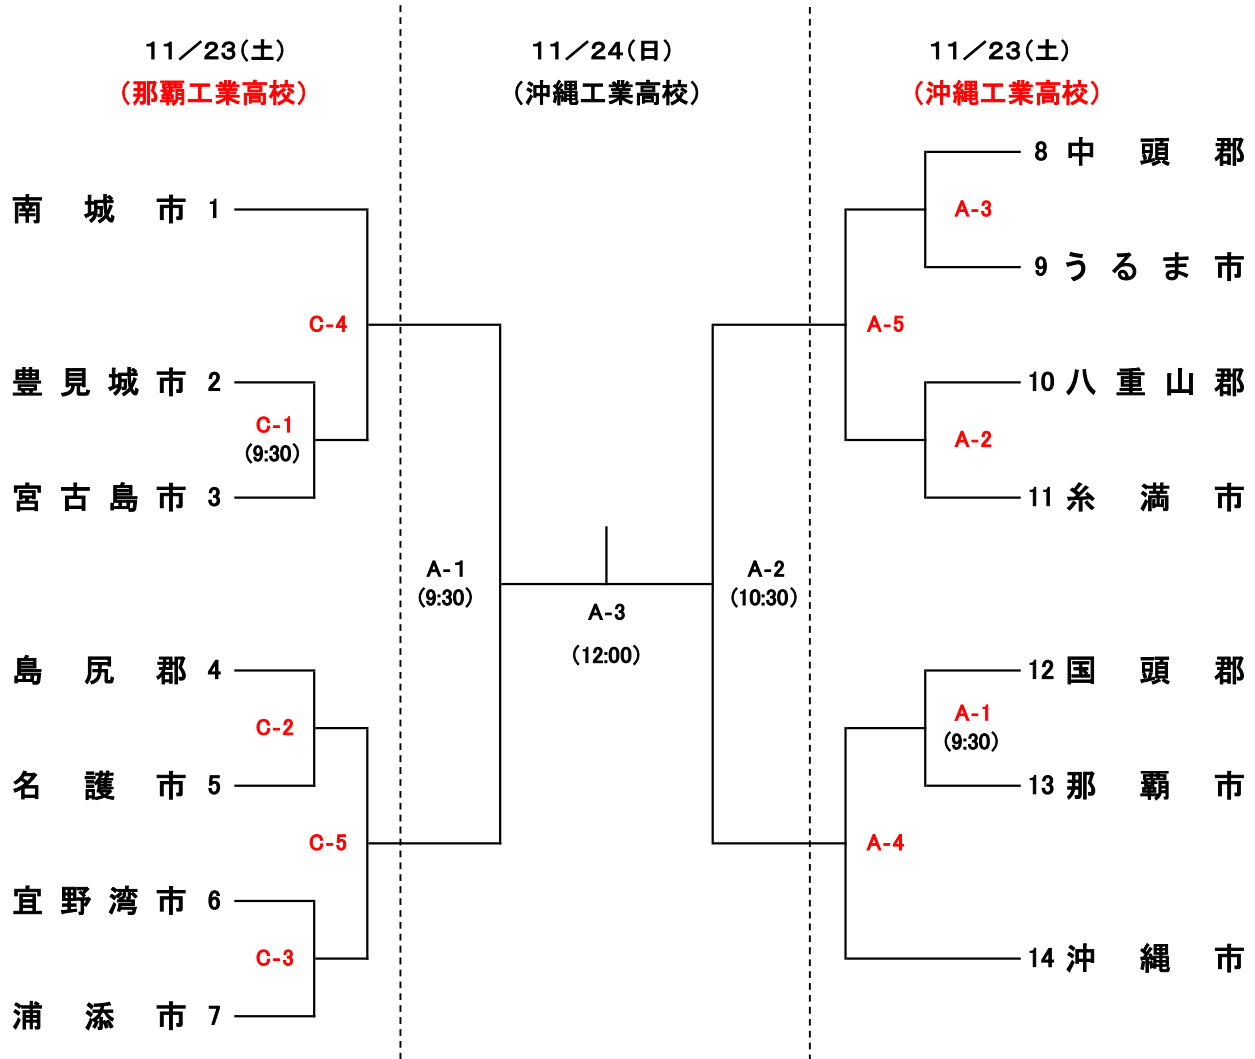 11／23(土)
(那覇工業高校)
11／24(日)
(沖縄工業高校)
11／23(土)
(沖縄工業高校)
南城市 1
豊見城市 2
宮古島市 3
島尻郡 4
名護市 5
宜野湾市 6
浦添市 7
C-4
C-1
(9:30)
C-2
C-5
C-3
A-1
(9:30)
A-3
(12:00)
A-2
(10:30)
A-3
A-5
A-2
A-1
(9:30)
A-4
8 中頭郡
9 うるま市
10 八重山郡
11 糸満市
12 国頭郡
13 那覇市
14 沖縄市